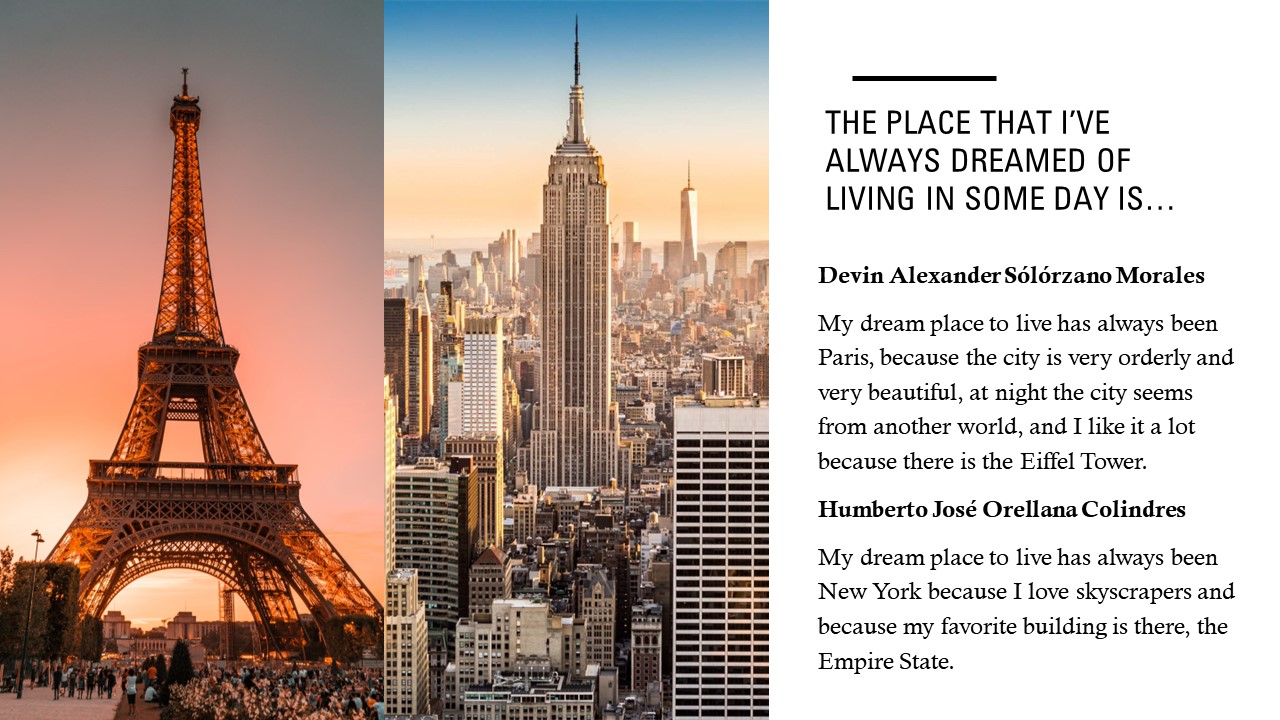 THE PLACE THAT I’VE
ALWAYS DREAMED OF
LIVING IN SOME DAY IS…
Devin Alexander Sólórzano Morales
My dream place to live has always been
Paris, because the city is very orderly and
very beautiful, at night the city seems
from another world, and I like it a lot
because there is the Eiffel Tower.
Humberto José Orellana Colindres
My dream place to live has always been
New York because I love skyscrapers and
because my favorite building is there, the
Empire State.